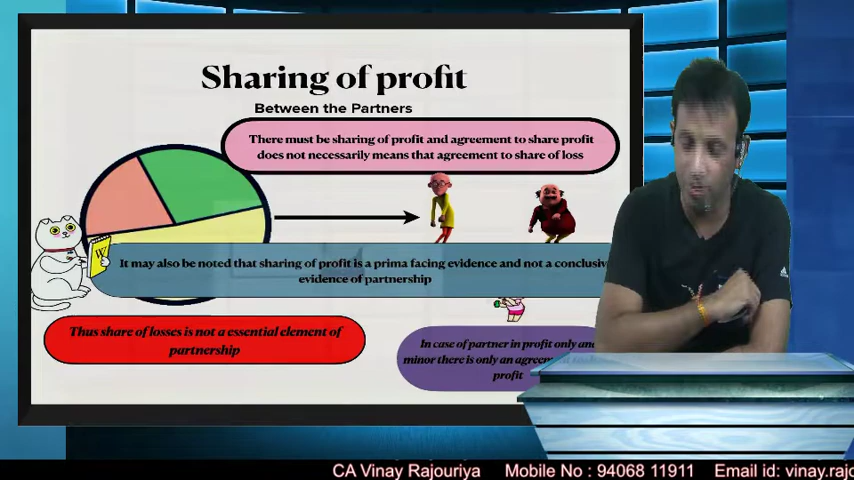 Sharing of profit
Between the Partners
There must be sharing of profit and agreement to share profit
does not necessarily means that agreement to share of loss
It may also be noted that sharing of profit is a prima facing evidence and not a conclusiv
evidence of partnership
Thus share of losses is not a essential element of
partnership
In case of partner in profit only and
minor there is only an agreem
profit
W
CA Vinay Rajouriya Mobile No : 94068 11911 Email id: vinay.rajo